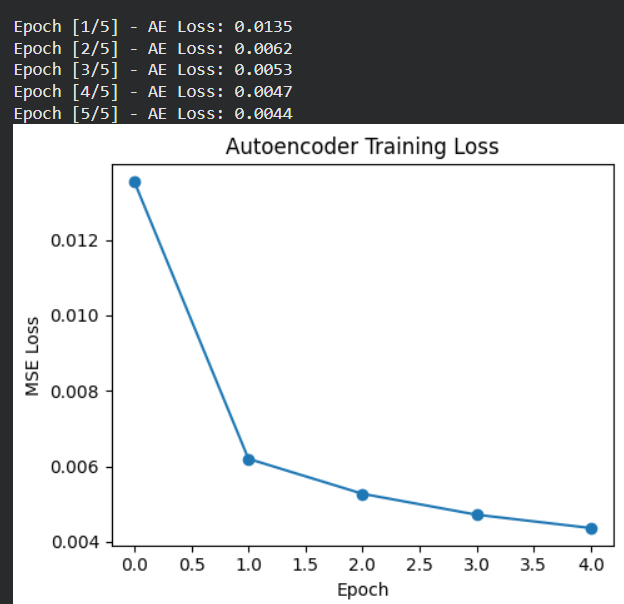 Epoch [1/5] - AE Loss: 0.0135
Epoch [2/5] - AE Loss: 0.0062
Epoch [3/5] - AE Loss: 0.0053
Epoch [4/5] - AE Loss: 0.0047
Epoch [5/5] - AE Loss: 0.0044
Autoencoder Training Loss
0.012
0.010
0.008
0.006
0.004
MSE Loss
0.0 0.5 1.0 1.5 2.0 2.5 3.0 3.5 4.0
Epoch